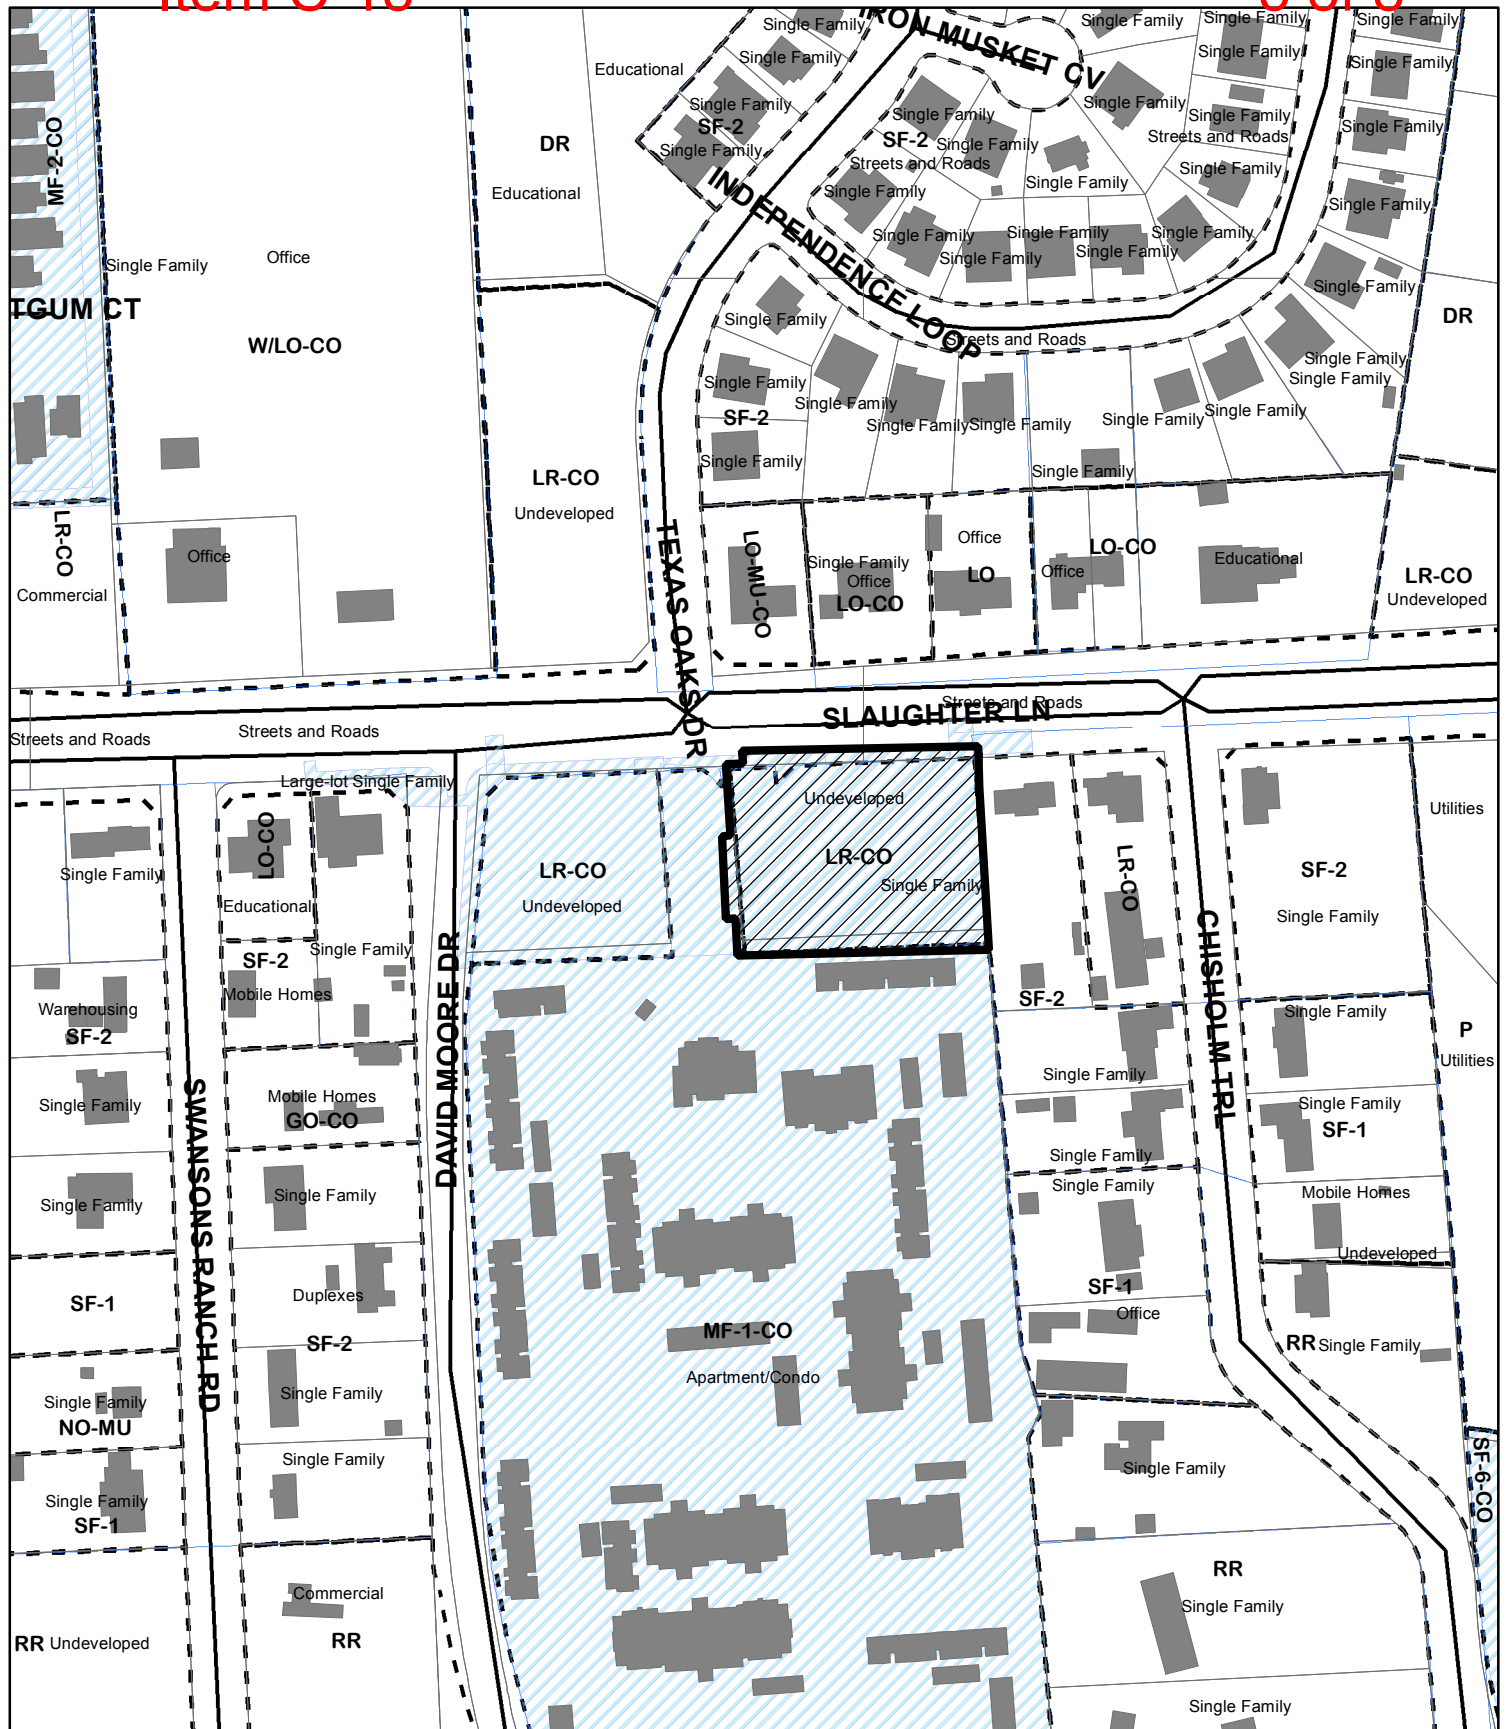 Single Family
IRON MUSKET CV
Single Family
Single Family
Single Family
Educational
Single Family
Single Family
Single Family
Single Family
Single Family
SF-2
Single Family
Single Family
Single Family
Single Family
MF-2-CO
DR
Single Family
SF-2
Single Family
Streets and Roads
Streets and Roads
Single Family
Educational
INDEPENDENCE LOOP
Single Family
Single Family
Single Family
Single Family
Single Family
Single Family
Single Family
Single Family
Single Family
Office
Single Family
Single Family
TGUM CT
Single Family
DR
W/LO-CO
Streets and Roads
Single Family
Single Family
Single Family
Single Family
SF-2
Single Family
Single Family
Single Family
Single Family
Single Family
Single Family
LR-CO
Undeveloped
LR-CO
Commercial
Office
TEXAS OAKS DR
LO-MU-CO
Single Family
Office
LO-CO
Office
LO
Office
LO-CO
Educational
LR-CO
Undeveloped
Streets and Roads
SLAUGHTER LN
Streets and Roads
Streets and Roads
Large-lot Single Family
Undeveloped
Utilities
LO-CO
LR-CO
LR-CO
LR-CO
SF-2
Single Family
Single Family
Educational
Undeveloped
Single Family
Single Family
SF-2
Mobile Homes
DAVID MOORE DR
CHISHOLM TRL
SF-2
Warehousing
SF-2
Single Family
P
Utilities
Single Family
SWANSONS RANCH RD
Mobile Homes
GO-CO
Single Family
Single Family
SF-1
Single Family
Single Family
Single Family
Single Family
Mobile Homes
Undeveloped
SF-1
Duplexes
SF-1
Office
SF-2
MF-1-CO
RR Single Family
Apartment/Condo
Single Family
NO-MU
Single Family
Single Family
Single Family
SF-6-CO
Single Family
SF-1
Commercial
RR
Single Family
RR Undeveloped
RR
Single Family